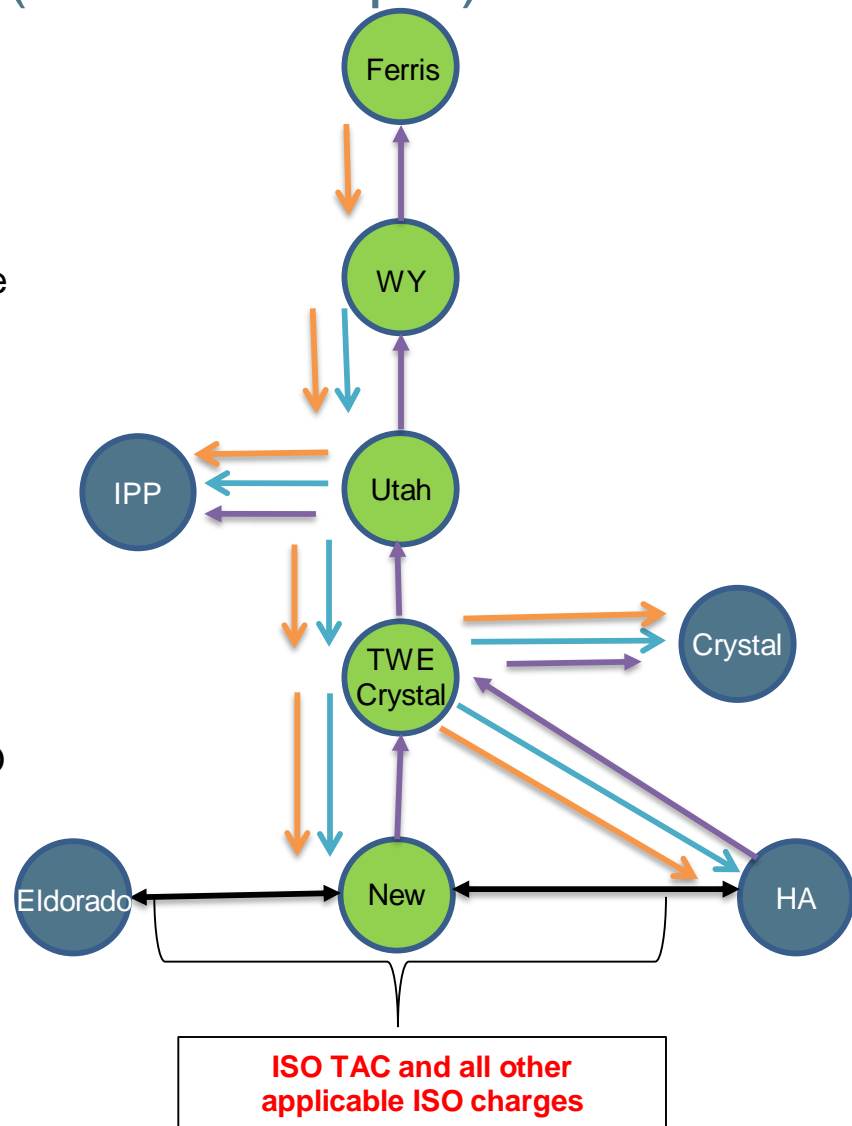 Ferris
WY
IPP
Utah
TWE
Crystal
Crystal
Eldorado
New
HA
ISO TAC and all other
applicable ISO charges